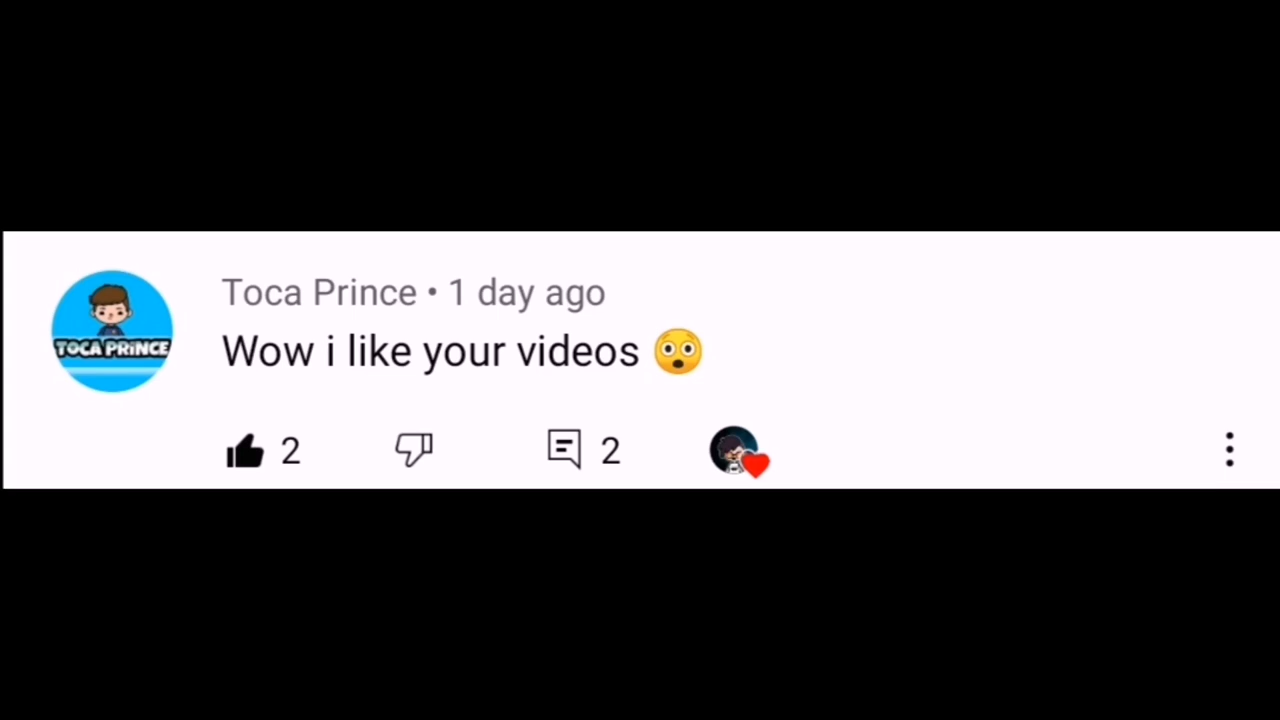 Toca Prince • 1 day ago
TOCA PRINCE
Wow i like your videos 😳
2
2